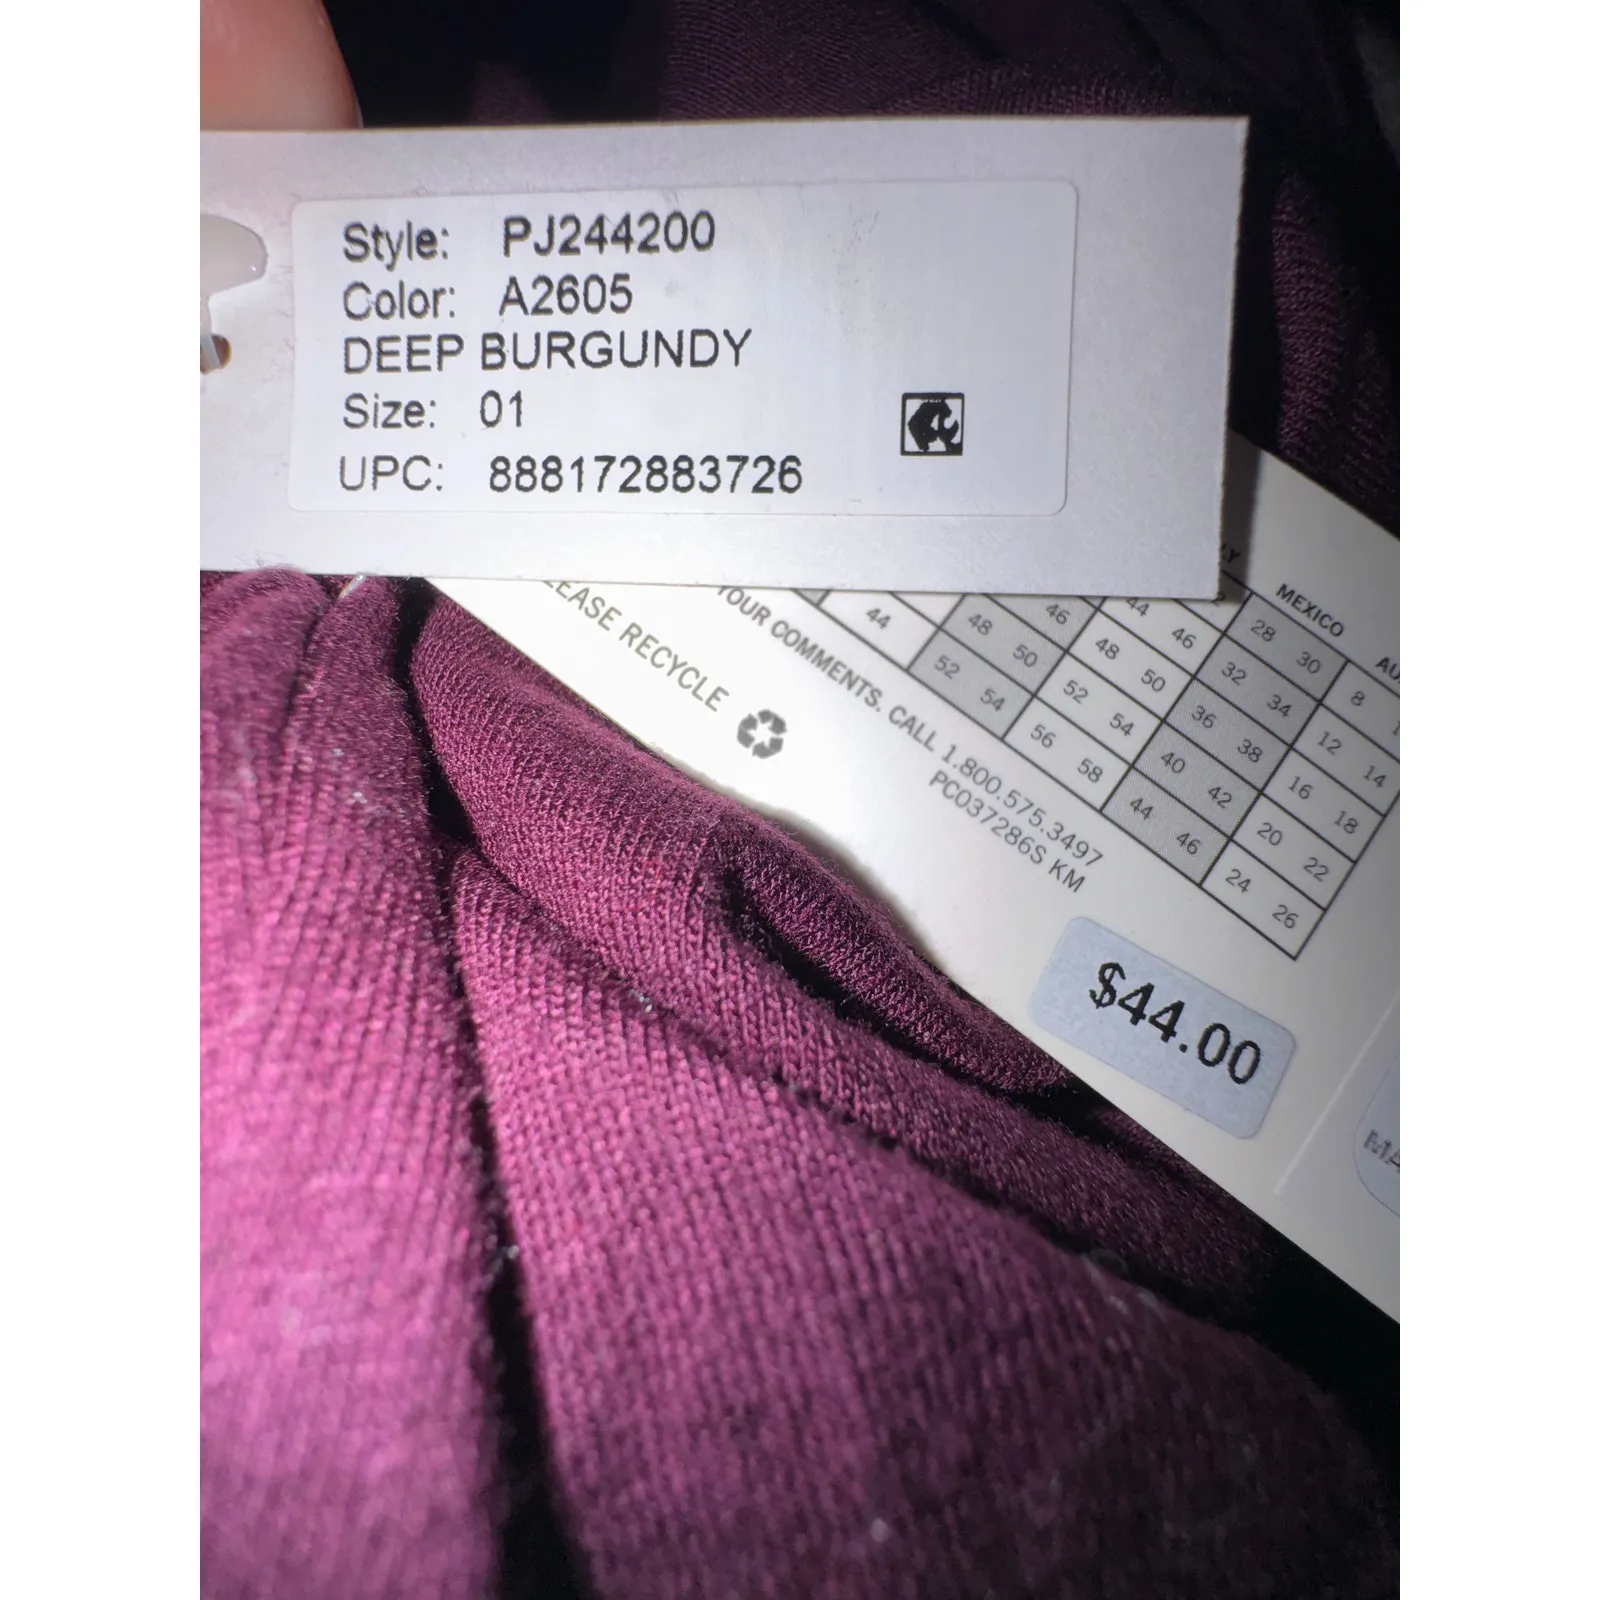 Style: PJ244200
Color: A2605
DEEP BURGUNDY
Size: 01
UPC: 888172883726
MEXICO
44
48 50
52 54
46
48 50
52 54
56 58
44 46
28 30
32 34
36 38
40 42
44 46
8
12 14
16 18
20 22
24 26
YOUR COMMENTS. CALL 1.800.575.3497
PC037286S KM
RECYCLE
$44.00